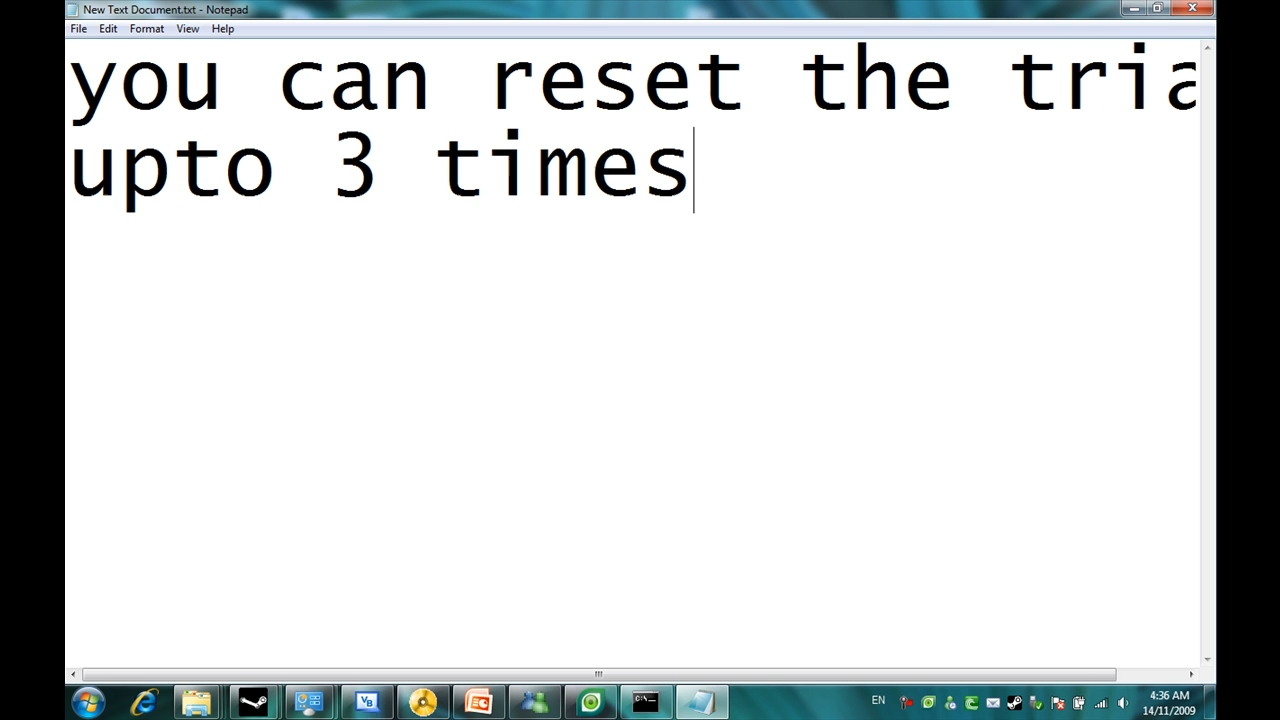 New Text Document.txt - Notepad
File Edit Format View Help
you can reset the tria
upto 3 times
VB
C:\.
EN
4:36 AM
14/11/2009